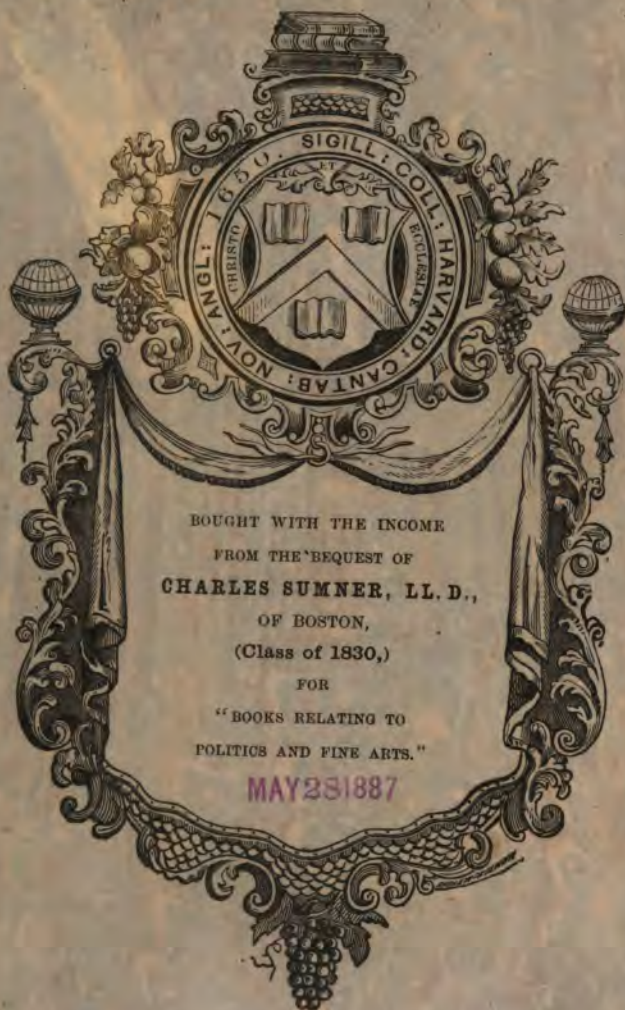 SIGILL: COLL: HARVARD: CANTAB: NOV: ANGL: 1650.
ET
CHRISTO
ECCLESIAE
BOUGHT WITH THE INCOME
FROM THE BEQUEST OF
CHARLES SUMNER, LL. D.,
OF BOSTON,
(Class of 1830,)
FOR
"BOOKS RELATING TO
POLITICS AND FINE ARTS."
MAY 28 1887